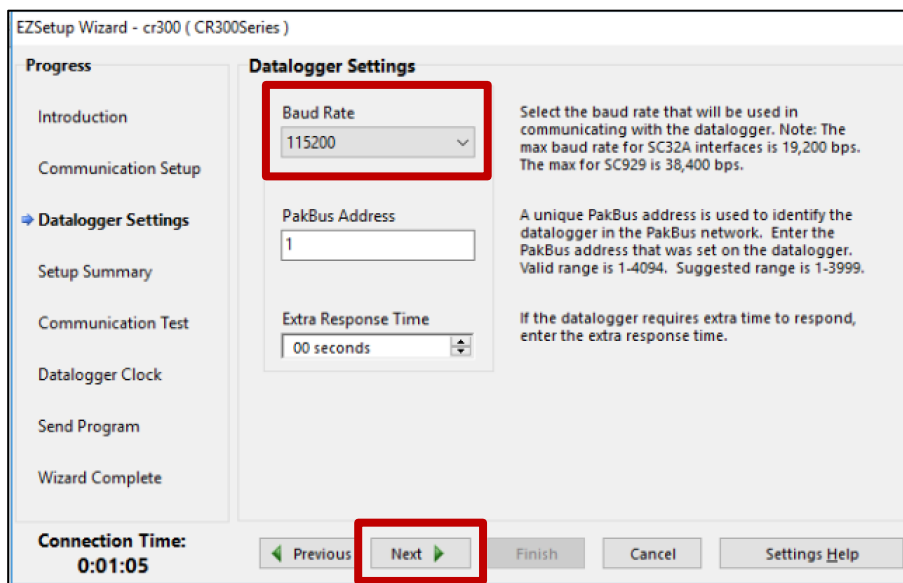 EZSetup Wizard - cr300 ( CR300Series )
Progress
Introduction
Communication Setup
Datalogger Settings
Setup Summary
Communication Test
Datalogger Clock
Send Program
Wizard Complete
Connection Time:
0:01:05
Datalogger Settings
Baud Rate
115200
Select the baud rate that will be used in
communicating with the datalogger. Note: The
max baud rate for SC32A interfaces is 19,200 bps.
The max for SC929 is 38,400 bps.
PakBus Address
1
A unique PakBus address is used to identify the
datalogger in the PakBus network.  Enter the
PakBus address that was set on the datalogger.
Valid range is 1-4094.  Suggested range is 1-3999.
Extra Response Time
00 seconds
If the datalogger requires extra time to respond,
enter the extra response time.
Previous
Next
Finish
Cancel
Settings Help